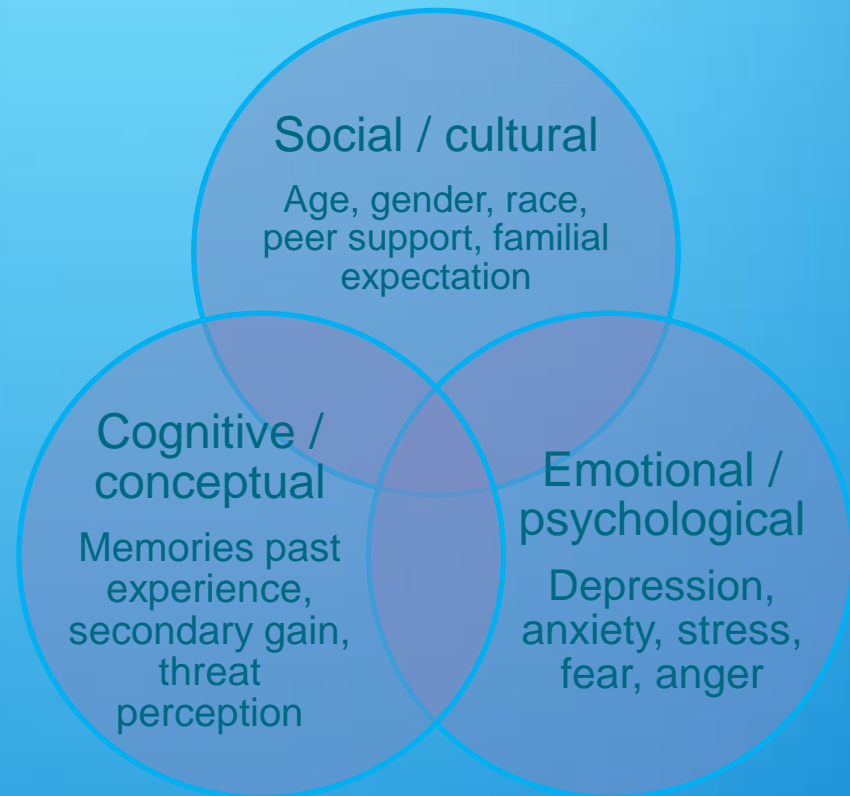 Social / cultural
Age, gender, race,
peer support, familial
expectation
Cognitive /
conceptual
Memories past
experience,
secondary gain,
threat
perception
Emotional /
psychological
Depression,
anxiety, stress,
fear, anger